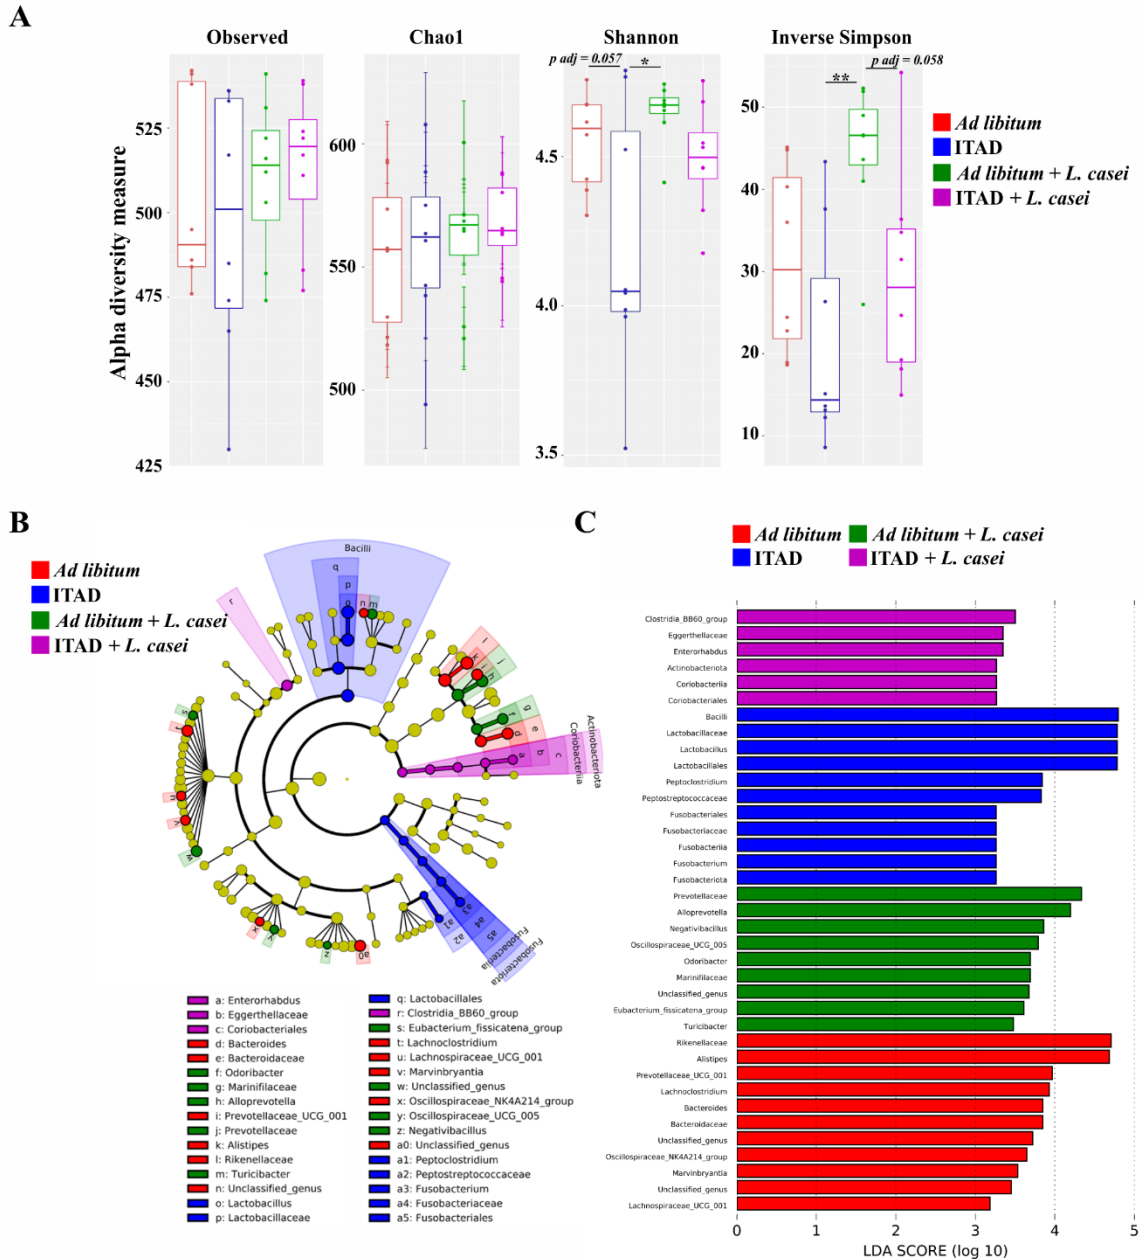 A
Observed
Chao1
Shannon
Inverse Simpson
p adj = 0.057
*
**
p adj = 0.058
Alpha diversity measure
525
500
475
450
425
600
550
500
4.5
4.0
3.5
50
40
30
20
10
Ad libitum
ITAD
Ad libitum + L. casei
ITAD + L. casei
B
Ad libitum
ITAD
Ad libitum + L. casei
ITAD + L. casei
Bacilli
q
p
o
n
m
r
l
k
j
i
h
g
f
e
d
c
b
a
Actinobacteriota
Coriobacteriia
s
w
x
y
z
a0
a1
a2
a3
a4
a5
Fusobacteriia
Fusobacteriota
a: Enterorhabdus
b: Eggerthellaceae
c: Coriobacteriales
d: Bacteroides
e: Bacteroidaceae
f: Odoribacter
g: Marinifilaceae
h: Alloprevotella
i: Prevotellaceae_UCG_001
j: Prevotellaceae
k: Alistipes
l: Rikenellaceae
m: Turicibacter
n: Unclassified_genus
o: Lactobacillus
p: Lactobacillaceae
q: Lactobacillales
r: Clostridia_BB60_group
s: Eubacterium_fissicatena_group
t: Lachnoclostridium
u: Lachnospiraceae_UCG_001
v: Marvinbryantia
w: Unclassified_genus
x: Oscillospiraceae_NK4A214_group
y: Oscillospiraceae_UCG_005
z: Negativibacillus
a0: Unclassified_genus
a1: Peptoclostridium
a2: Peptostreptococcaceae
a3: Fusobacterium
a4: Fusobacteriaceae
a5: Fusobacteriales
C
Ad libitum
Ad libitum + L. casei
ITAD
ITAD + L. casei
Clostridia_BB60_group
Eggerthellaceae
Enterorhabdus
Actinobacteriota
Coriobacteriia
Coriobacteriales
Bacilli
Lactobacillaceae
Lactobacillus
Lactobacillales
Peptoclostridium
Peptostreptococcaceae
Fusobacteriales
Fusobacteriaceae
Fusobacteriia
Fusobacterium
Fusobacteriota
Prevotellaceae
Alloprevotella
Negativibacillus
Oscillospiraceae_UCG_005
Odoribacter
Marinifilaceae
Unclassified_genus
Eubacterium_fissicatena_group
Turicibacter
Rikenellaceae
Alistipes
Prevotellaceae_UCG_001
Lachnoclostridium
Bacteroides
Bacteroidaceae
Unclassified_genus
Oscillospiraceae_NK4A214_group
Marvinbryantia
Unclassified_genus
Lachnospiraceae_UCG_001
0 1 2 3 4 5
LDA SCORE (log 10)